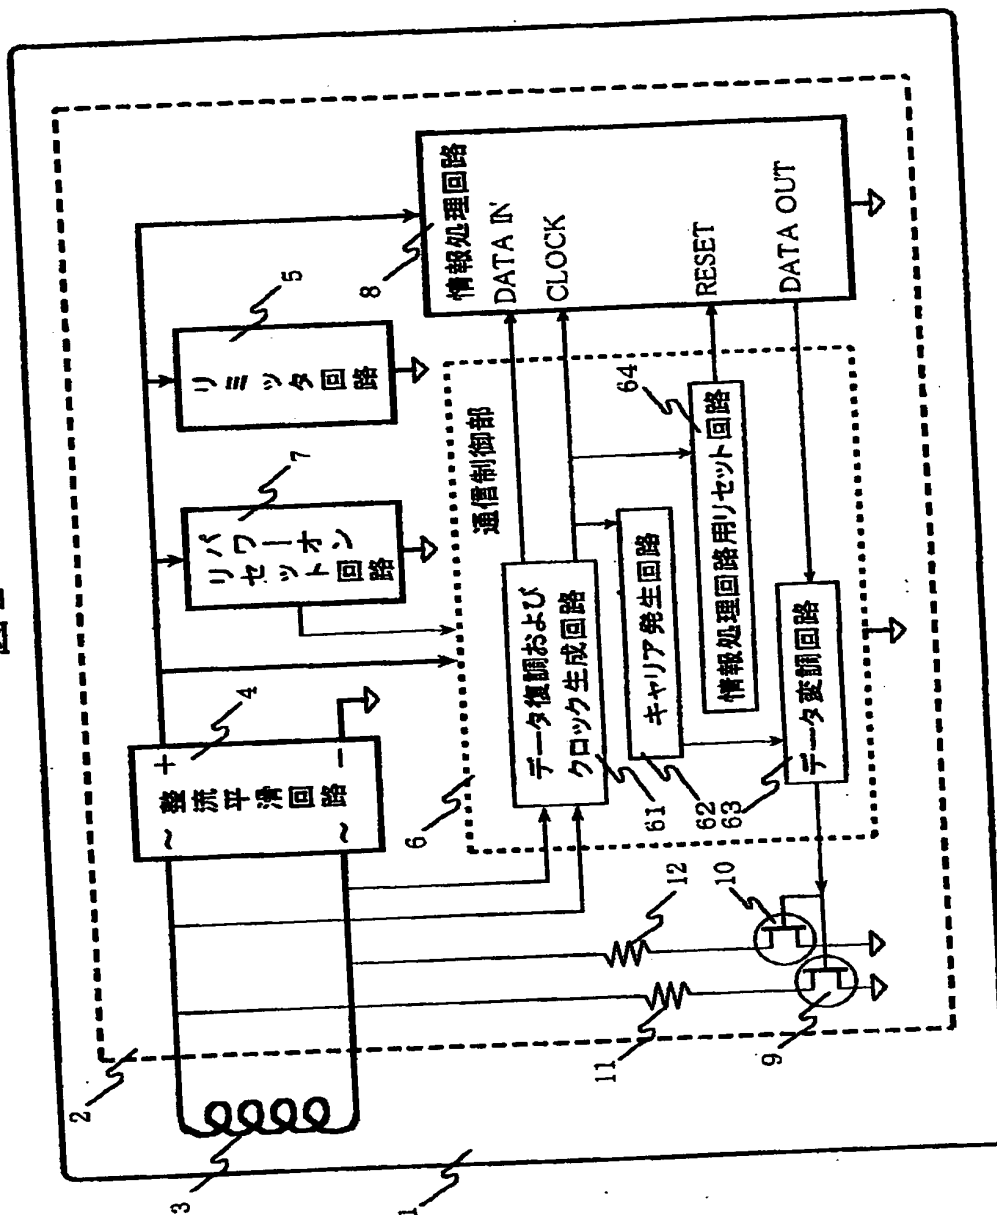 1
2
3
整流平滑回路
~
~
+
−
4
パワーオン
リセット回路
7
リミッタ回路
5
6
通信制御部
データ復調および
クロック生成回路
61
キャリア発生回路
62
情報処理回路用リセット回路
64
データ変調回路
63
8
情報処理回路
DATA IN
CLOCK
RESET
DATA OUT
11
12
10
9